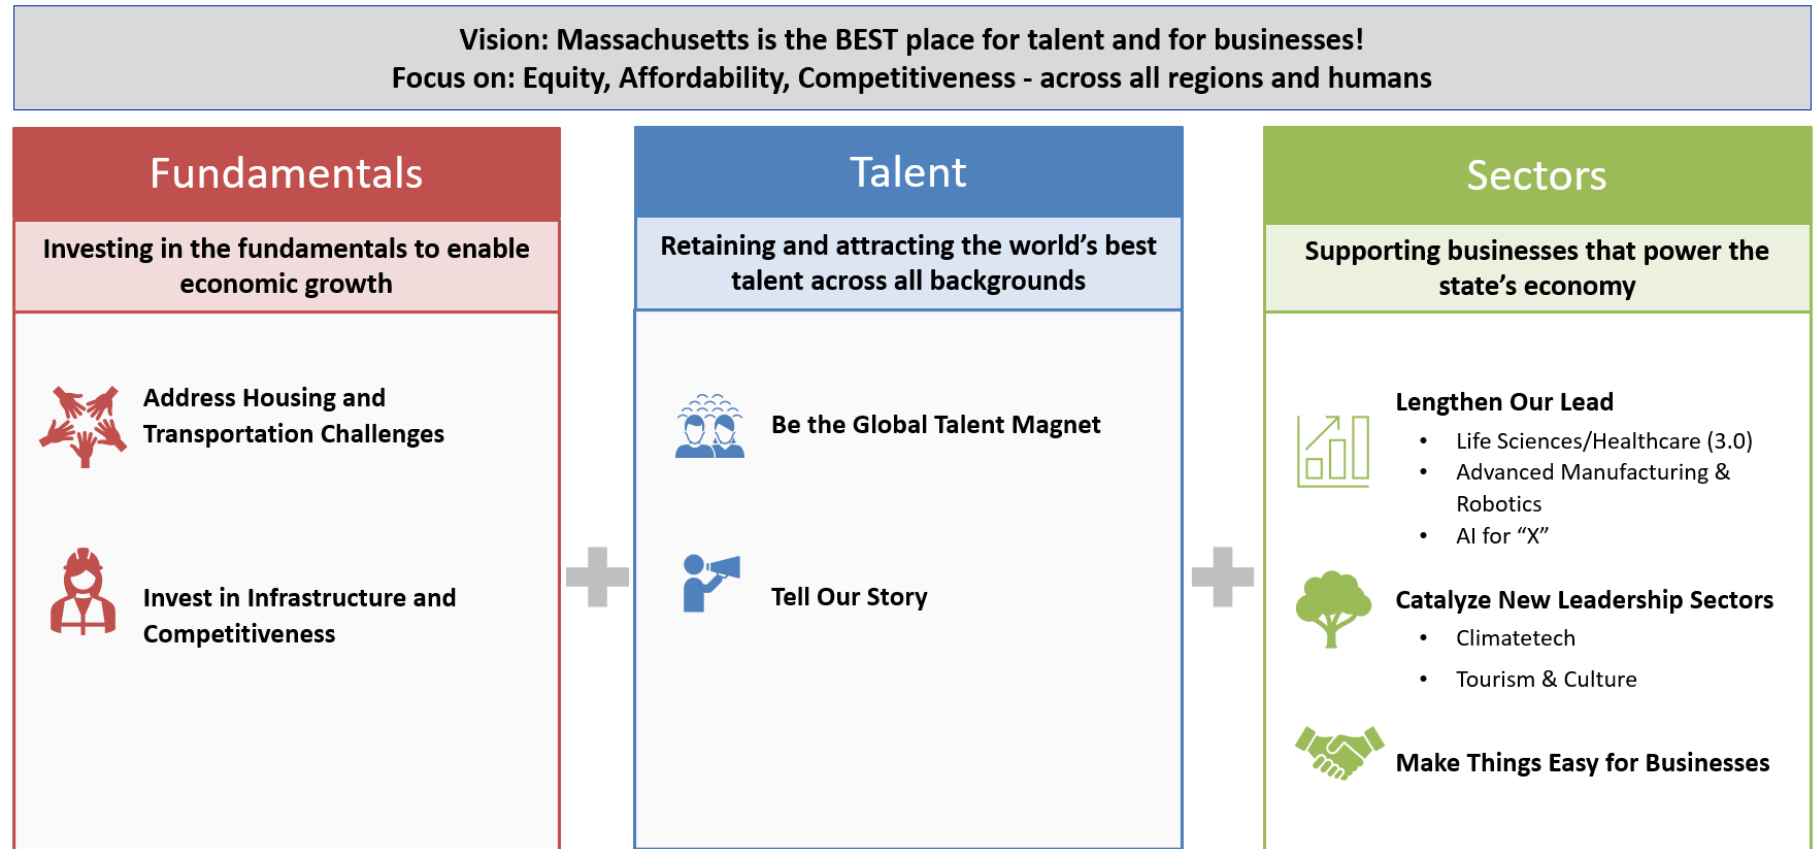 Vision: Massachusetts is the BEST place for talent and for businesses!
Focus on: Equity, Affordability, Competitiveness - across all regions and humans
Fundamentals
Investing in the fundamentals to enable
economic growth
Address Housing and
Transportation Challenges
Invest in Infrastructure and
Competitiveness
Talent
Retaining and attracting the world’s best
talent across all backgrounds
Be the Global Talent Magnet
Tell Our Story
Sectors
Supporting businesses that power the
state’s economy
Lengthen Our Lead
• Life Sciences/Healthcare (3.0)
• Advanced Manufacturing &
Robotics
• AI for “X”
Catalyze New Leadership Sectors
• Climatetech
• Tourism & Culture
Make Things Easy for Businesses